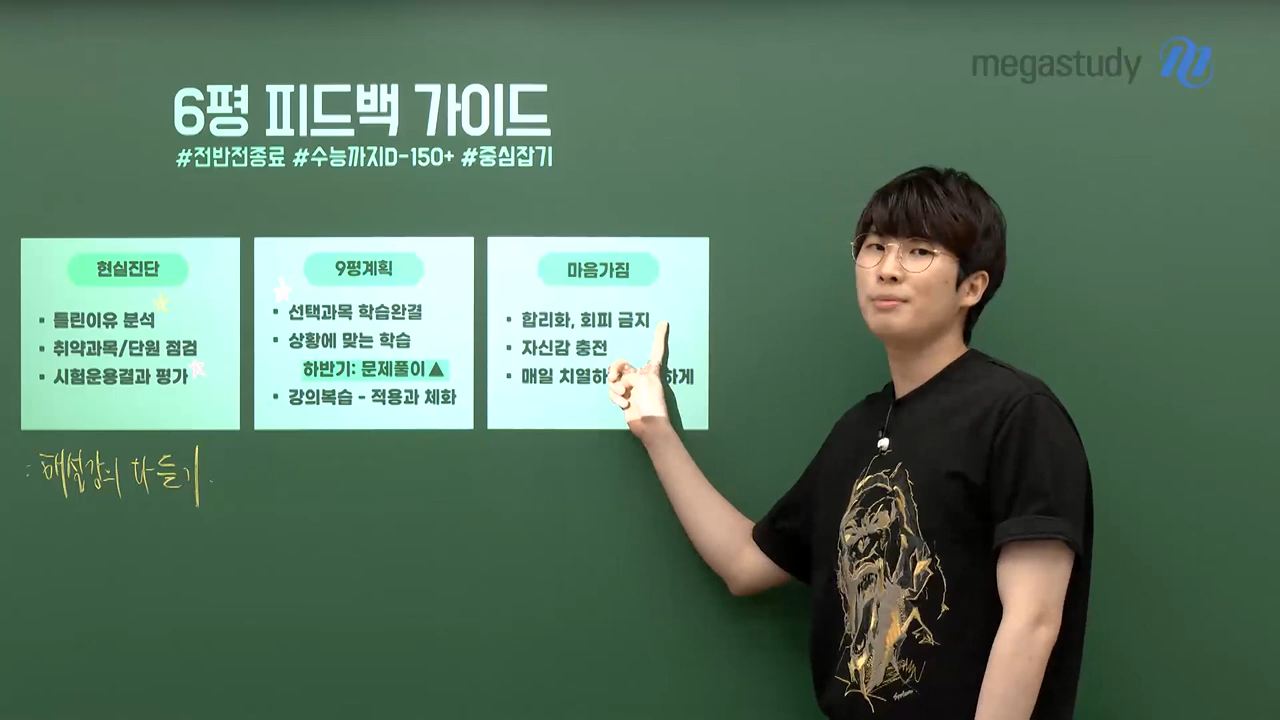 megastudy
6평 피드백 가이드
#전반전종료 #수능까지D-150+ #중심잡기
현실진단
• 틀린이유 분석
• 취약과목/단원 점검
• 시험운용결과 평가
: 해설강의 다 듣기.
9평계획
• 선택과목 학습완결
• 상황에 맞는 학습
하반기: 문제풀이▲
• 강의복습 - 적용과 체화
마음가짐
• 합리화, 회피 금지
• 자신감 충전
• 매일 치열하 하게